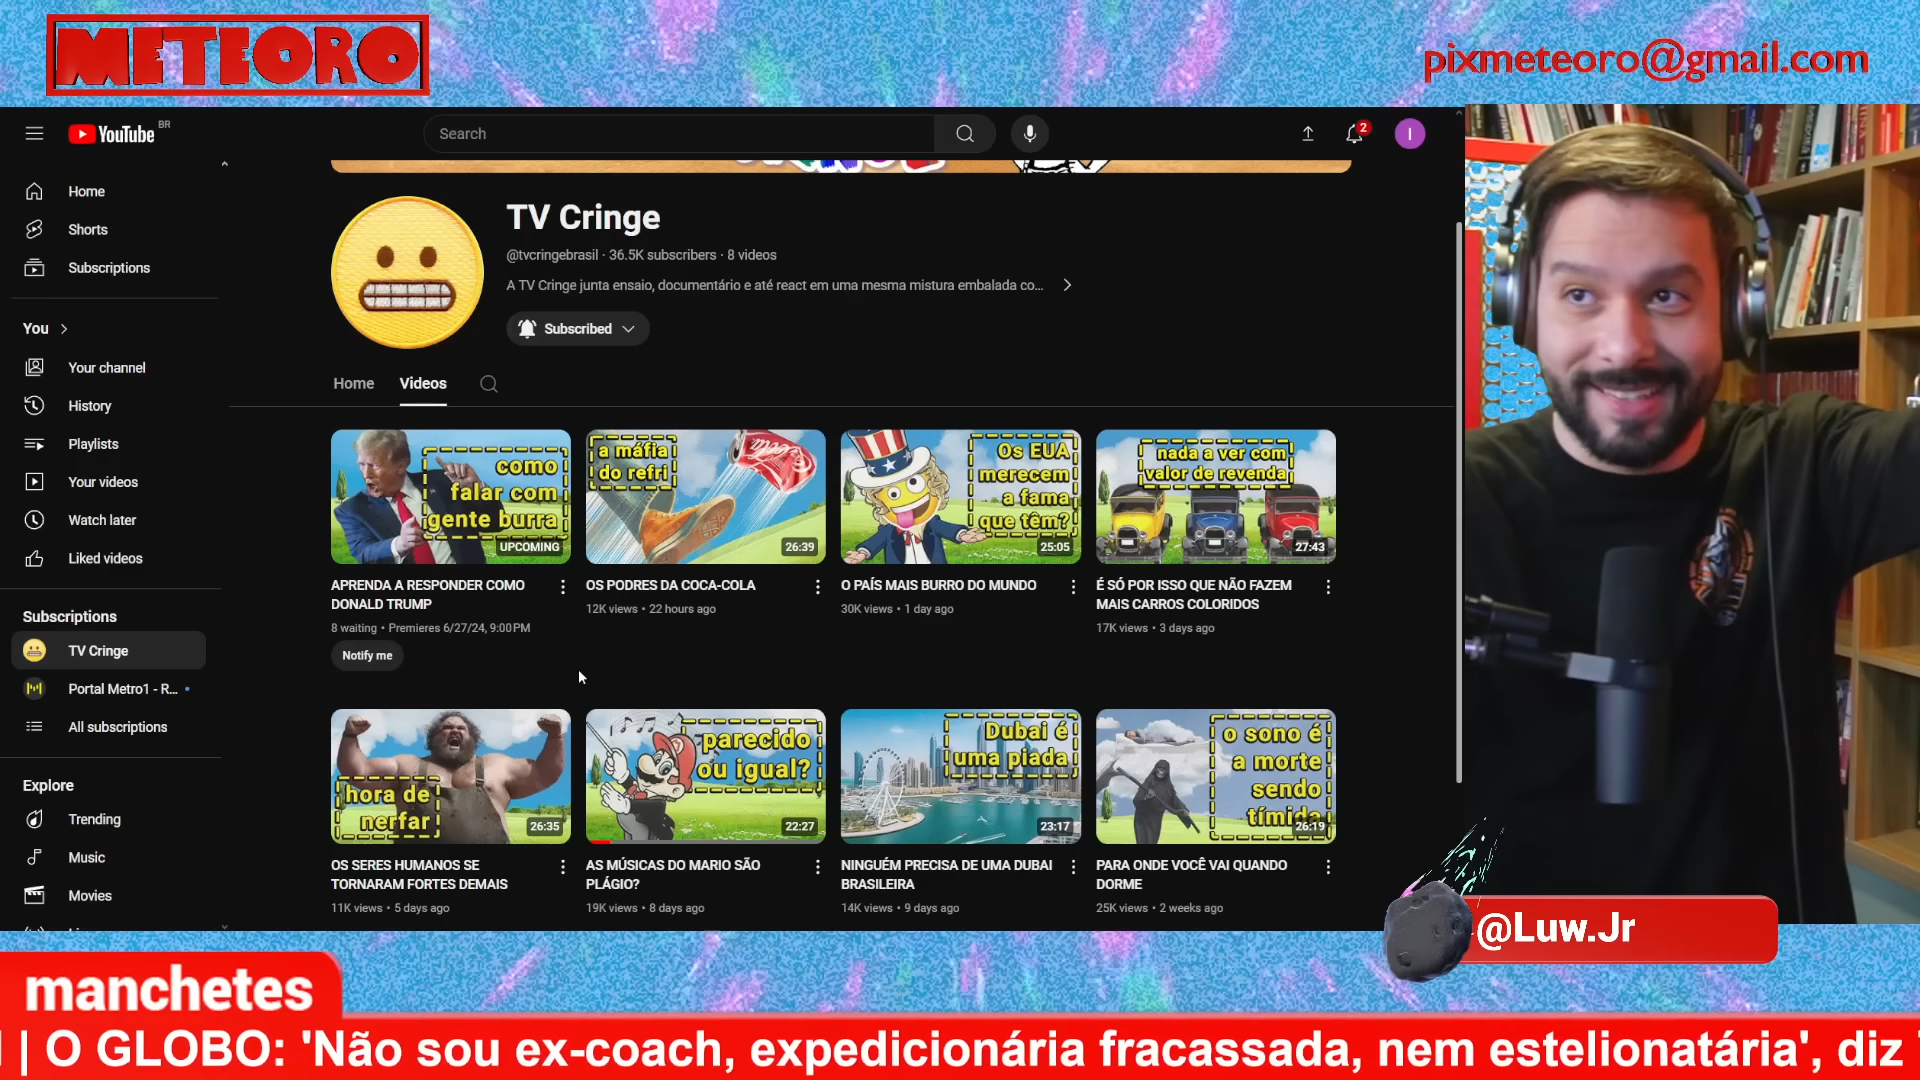 METEORO
pixmeteoro@gmail.com
YouTube BR
Search
2
I
Home
Shorts
Subscriptions
You
Your channel
History
Playlists
Your videos
Watch later
Liked videos
Subscriptions
TV Cringe
Portal Metro1 - R...
All subscriptions
Explore
Trending
Music
Movies
TV Cringe
@tvcringebrasil · 36.5K subscribers · 8 videos
A TV Cringe junta ensaio, documentário e até react em uma mesma mistura embalada co...
Subscribed
Home
Videos
como
falar com
gente burra
UPCOMING
APRENDA A RESPONDER COMO
DONALD TRUMP
8 waiting • Premieres 6/27/24, 9:00 PM
Notify me
a máfia
do refri
26:39
OS PODRES DA COCA-COLA
12K views • 22 hours ago
Os EUA
merecem
a fama
que têm?
25:05
O PAÍS MAIS BURRO DO MUNDO
30K views • 1 day ago
nada a ver com
valor de revenda
27:43
É SÓ POR ISSO QUE NÃO FAZEM
MAIS CARROS COLORIDOS
17K views • 3 days ago
hora de
nerfar
26:35
OS SERES HUMANOS SE
TORNARAM FORTES DEMAIS
11K views • 5 days ago
parecido
ou igual?
22:27
AS MÚSICAS DO MARIO SÃO
PLÁGIO?
19K views • 8 days ago
Dubai é
uma piada
23:17
NINGUÉM PRECISA DE UMA DUBAI
BRASILEIRA
14K views • 9 days ago
o sono é
a morte
sendo
tímida
26:19
PARA ONDE VOCÊ VAI QUANDO
DORME
25K views • 2 weeks ago
@Luw.Jr
manchetes
| O GLOBO: 'Não sou ex-coach, expedicionária fracassada, nem estelionatária', diz